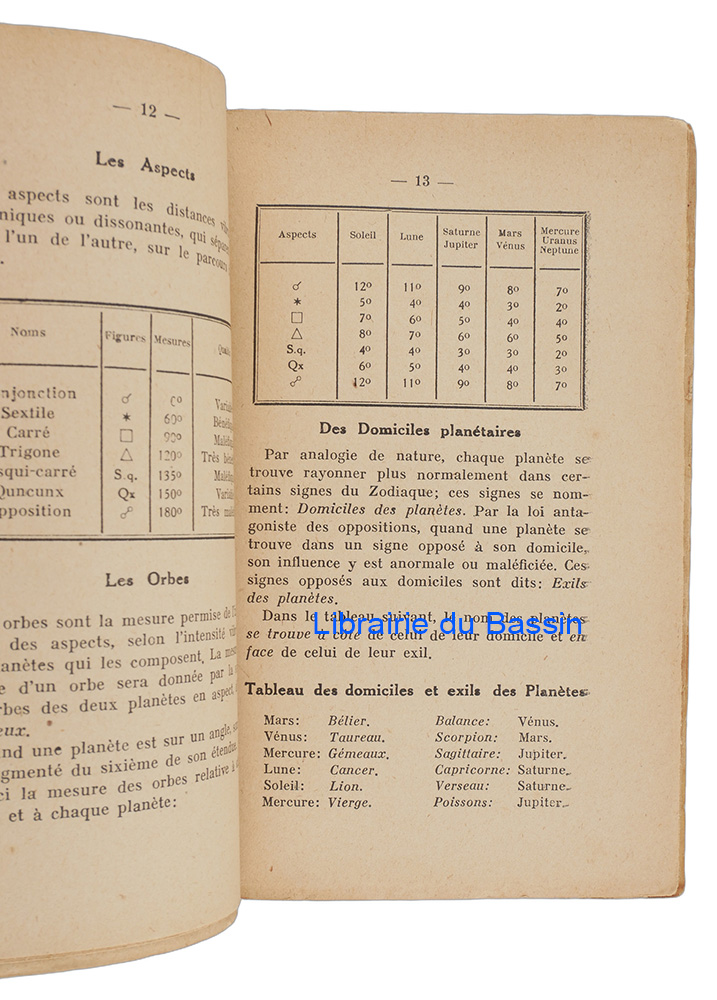 — 12 —
Les Aspects
aspects sont les distances
niques ou dissonantes, qui
l'un de l'autre, sur le parcours
Noms Figures Mesures
njonction ☌ 0°
Sextile ✶ 60°
Carré □ 90°
Trigone △ 120° Très
squi-carré S.q. 135°
Quncunx Qx 150°
pposition ☍ 180° Très
Les Orbes
orbes sont la mesure permise de
des aspects, selon l'intensité
anètes qui les composent. La
e d'un orbe sera donnée par la
rbes des deux planètes en aspect
eux.
nd une planète est sur un angle,
gmenté du sixième de son étendue
ci la mesure des orbes relative à
et à chaque planète:
— 13 —
Aspects Soleil Lune Saturne Jupiter Mars Vénus Mercure Uranus Neptune
☌ 12° 11° 9° 8° 7°
✶ 5° 4° 4° 3° 2°
□ 7° 6° 5° 4° 4°
△ 8° 7° 6° 6° 5°
S.q. 4° 4° 3° 3° 2°
Qx 6° 5° 4° 4° 3°
☍ 12° 11° 9° 8° 7°
Des Domiciles planétaires
Par analogie de nature, chaque planète se
trouve rayonner plus normalement dans cer-
tains signes du Zodiaque; ces signes se nom-
ment: Domiciles des planètes. Par la loi anta-
goniste des oppositions, quand une planète se
trouve dans un signe opposé à son domicile,
son influence y est anormale ou maléficiée. Ces
signes opposés aux domiciles sont dits: Exils
des planètes.
Dans le tableau suivant, le nom des planètes
se trouve à côté de celui de leur domicile et en
face de celui de leur exil.
Librairie du Bassin
Tableau des domiciles et exils des Planètes
Mars: Bélier. Balance: Vénus.
Vénus: Taureau. Scorpion: Mars.
Mercure: Gémeaux. Sagittaire: Jupiter.
Lune: Cancer. Capricorne: Saturne.
Soleil: Lion. Verseau: Saturne.
Mercure: Vierge. Poissons: Jupiter.